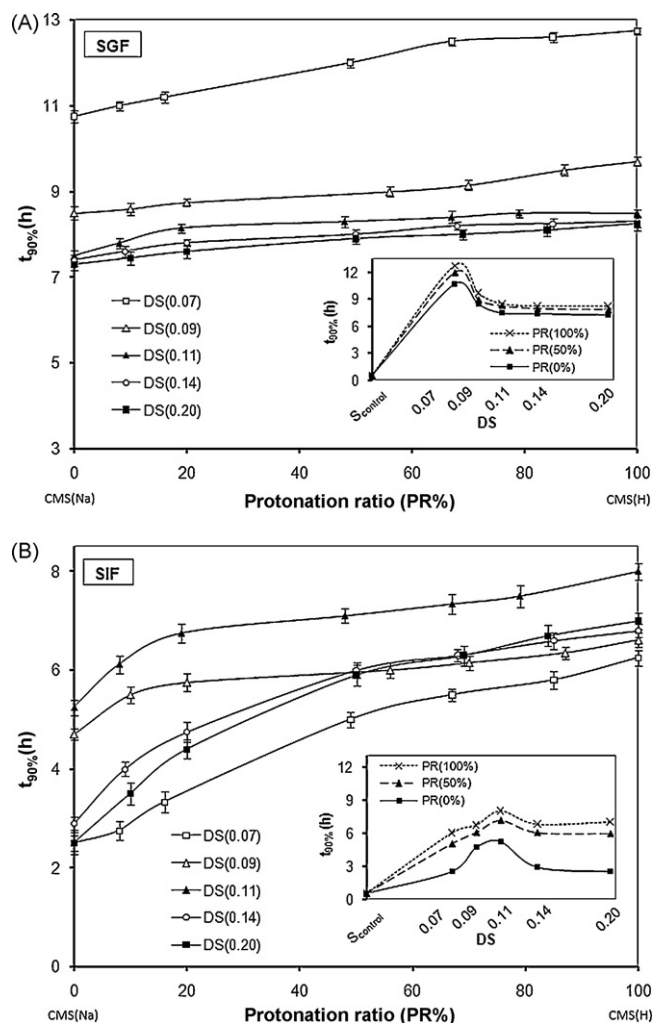 (A)
SGF
t90%(h)
13
11
9
7
5
3
DS(0.07)
DS(0.09)
DS(0.11)
DS(0.14)
DS(0.20)
t00%(h)
12
9
6
3
0
PR(100%)
PR(50%)
PR(0%)
Scontrol 0.07 0.09 0.11 0.14 0.20
DS
0 20 40 60 80 100
CMS(Na) Protonation ratio (PR%) CMS(H)
(B)
SIF
t90%(h)
8
6
4
2
0
DS(0.07)
DS(0.09)
DS(0.11)
DS(0.14)
DS(0.20)
t00%(h)
12
9
6
3
0
PR(100%)
PR(50%)
PR(0%)
Scontrol 0.07 0.09 0.11 0.14 0.20
DS
0 20 40 60 80 100
CMS(Na) Protonation ratio (PR%) CMS(H)